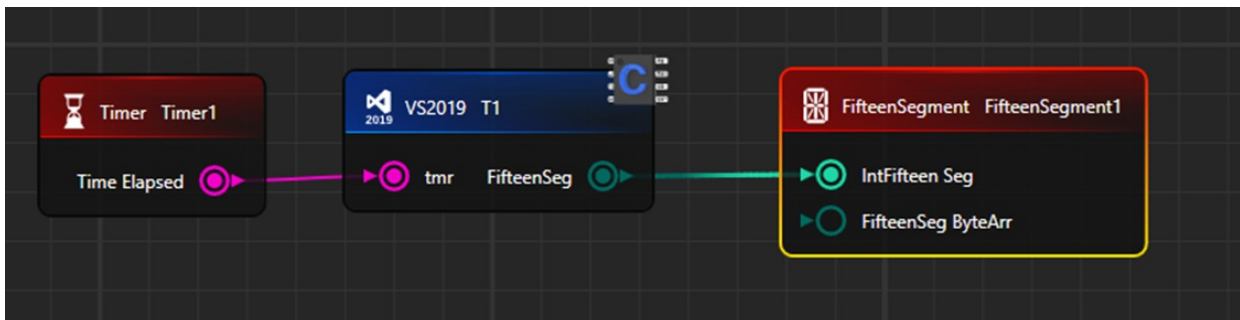 Timer Timer1
Time Elapsed
2019
VS2019 T1
C
tmr FifteenSeg
FifteenSegment FifteenSegment1
IntFifteen Seg
FifteenSeg ByteArr